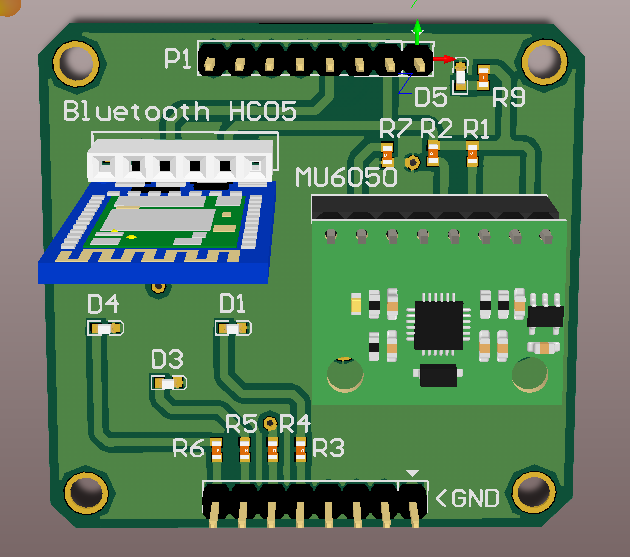 P1
D5
R9
Bluetooth HC05
R7 R2 R1
MU6050
D4
D1
D3
R5
R4
R6
R3
<GND